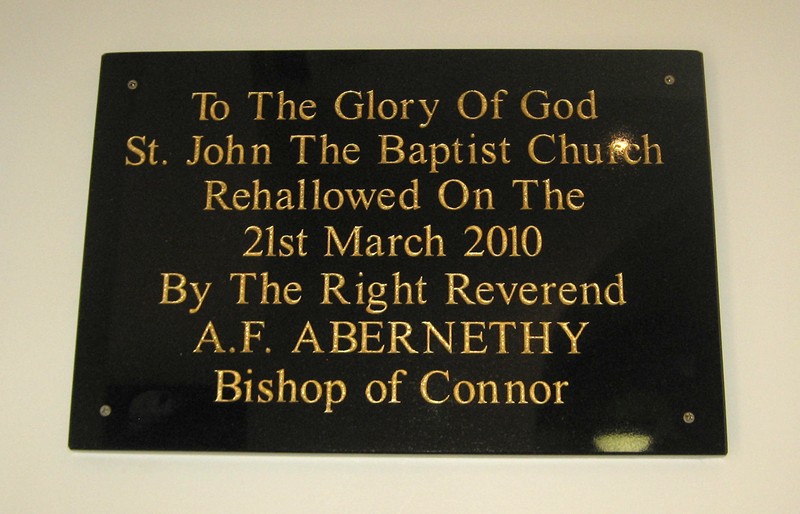 To The Glory Of God
St. John The Baptist Church
Rehallowed On The
21st March 2010
By The Right Reverend
A.F. ABERNETHY
Bishop of Connor